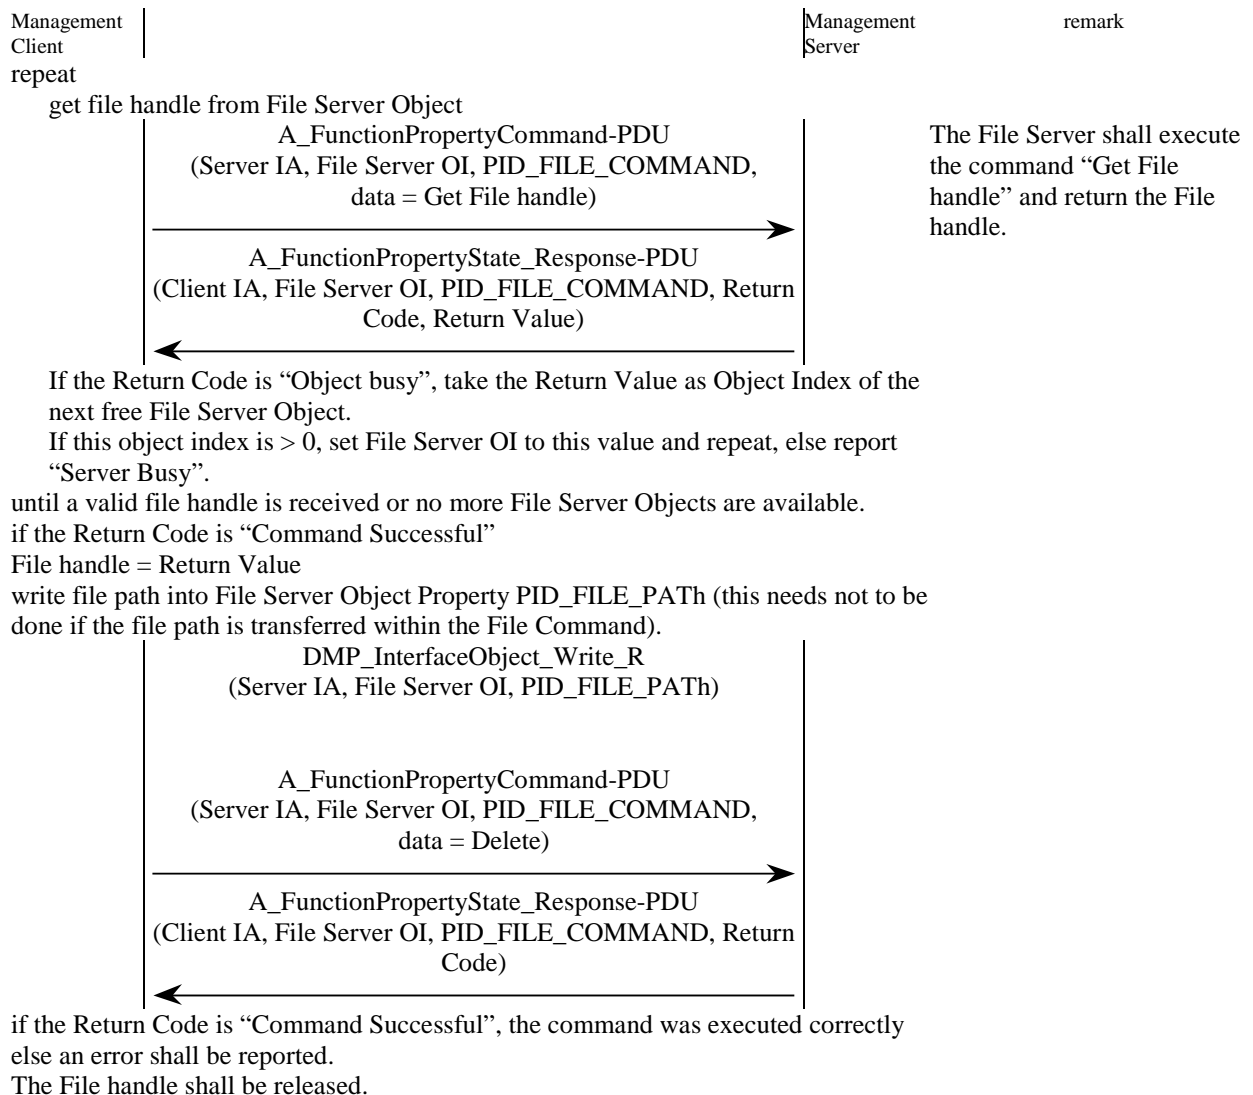 Management Client
Management Server
remark
repeat
get file handle from File Server Object
A_FunctionPropertyCommand-PDU
(Server IA, File Server OI, PID_FILE_COMMAND,
data = Get File handle)
The File Server shall execute
the command “Get File
handle” and return the File
handle.
A_FunctionPropertyState_Response-PDU
(Client IA, File Server OI, PID_FILE_COMMAND, Return
Code, Return Value)
If the Return Code is “Object busy”, take the Return Value as Object Index of the
next free File Server Object.
If this object index is > 0, set File Server OI to this value and repeat, else report
“Server Busy”.
until a valid file handle is received or no more File Server Objects are available.
if the Return Code is “Command Successful”
File handle = Return Value
write file path into File Server Object Property PID_FILE_PATh (this needs not to be
done if the file path is transferred within the File Command).
DMP_InterfaceObject_Write_R
(Server IA, File Server OI, PID_FILE_PATh)
A_FunctionPropertyCommand-PDU
(Server IA, File Server OI, PID_FILE_COMMAND,
data = Delete)
A_FunctionPropertyState_Response-PDU
(Client IA, File Server OI, PID_FILE_COMMAND, Return
Code)
if the Return Code is “Command Successful”, the command was executed correctly
else an error shall be reported.
The File handle shall be released.